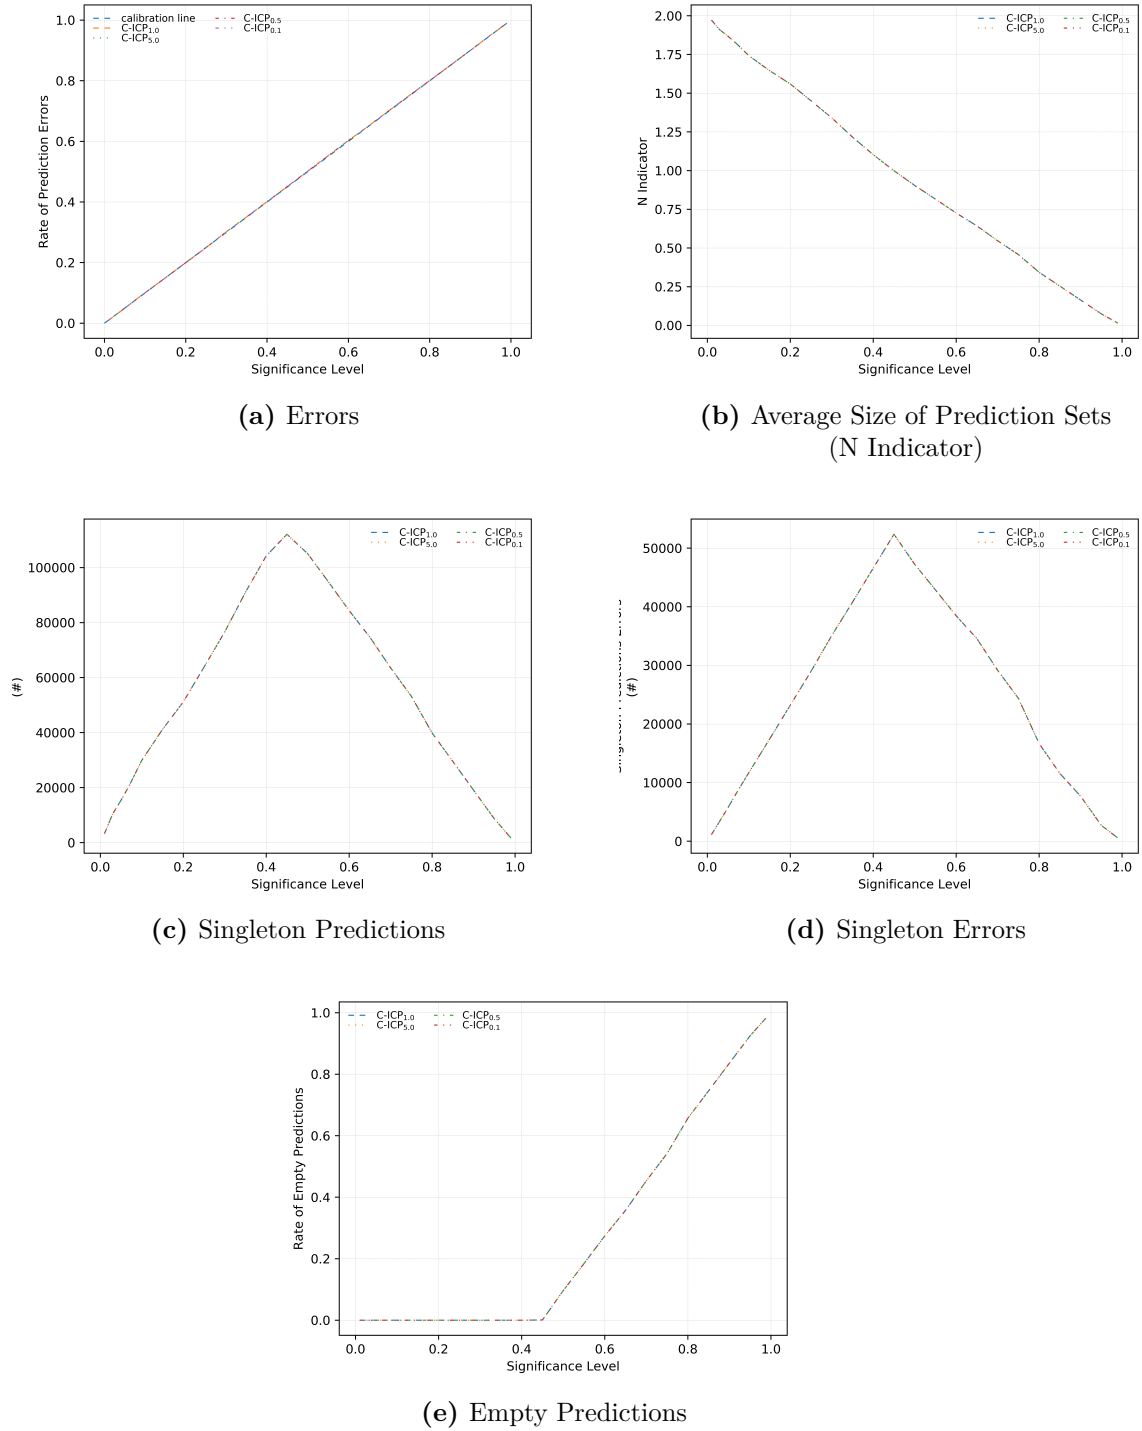 calibration line
C-ICP1.0
C-ICP5.0
C-ICP0.5
C-ICP0.1
1.0
0.8
0.6
0.4
0.2
0.0
Rate of Prediction Errors
0.0 0.2 0.4 0.6 0.8 1.0
Significance Level
(a) Errors
C-ICP1.0
C-ICP5.0
C-ICP0.5
C-ICP0.1
2.00
1.75
1.50
1.25
1.00
0.75
0.50
0.25
0.00
N Indicator
0.0 0.2 0.4 0.6 0.8 1.0
Significance Level
(b) Average Size of Prediction Sets
(N Indicator)
C-ICP1.0
C-ICP5.0
C-ICP0.5
C-ICP0.1
100000
80000
60000
40000
20000
0
(#)
0.0 0.2 0.4 0.6 0.8 1.0
Significance Level
(c) Singleton Predictions
C-ICP1.0
C-ICP5.0
C-ICP0.5
C-ICP0.1
50000
40000
30000
20000
10000
0
Singleton Predictions Errors
(#)
0.0 0.2 0.4 0.6 0.8 1.0
Significance Level
(d) Singleton Errors
C-ICP1.0
C-ICP5.0
C-ICP0.5
C-ICP0.1
1.0
0.8
0.6
0.4
0.2
0.0
Rate of Empty Predictions
0.0 0.2 0.4 0.6 0.8 1.0
Significance Level
(e) Empty Predictions